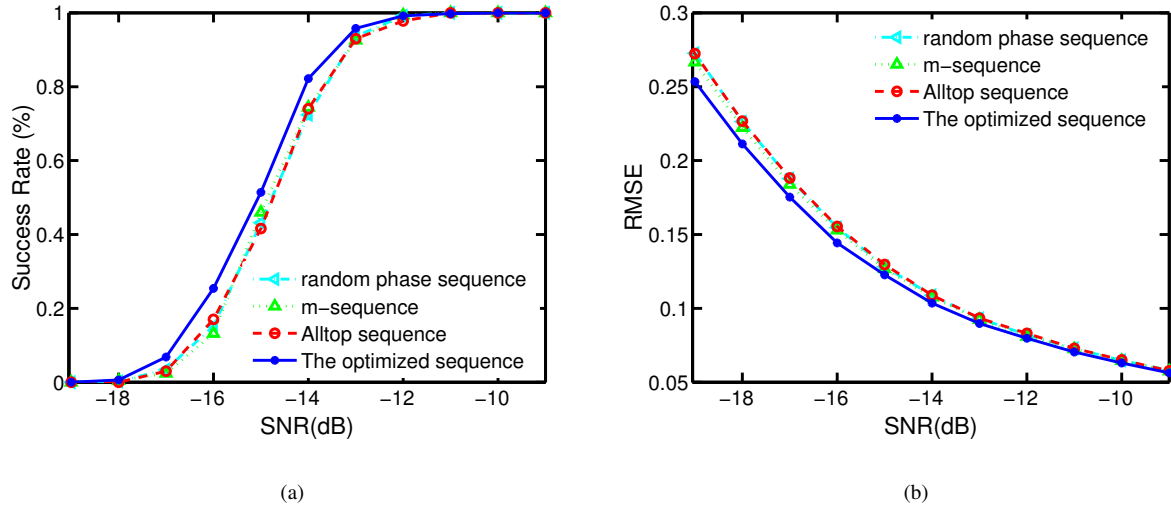 1
0.8
0.6
0.4
0.2
0
Success Rate (%)
random phase sequence
m−sequence
Alltop sequence
The optimized sequence
−18 −16 −14 −12 −10
SNR(dB)
(a)
0.3
0.25
0.2
0.15
0.1
0.05
RMSE
random phase sequence
m−sequence
Alltop sequence
The optimized sequence
−18 −16 −14 −12 −10
SNR(dB)
(b)